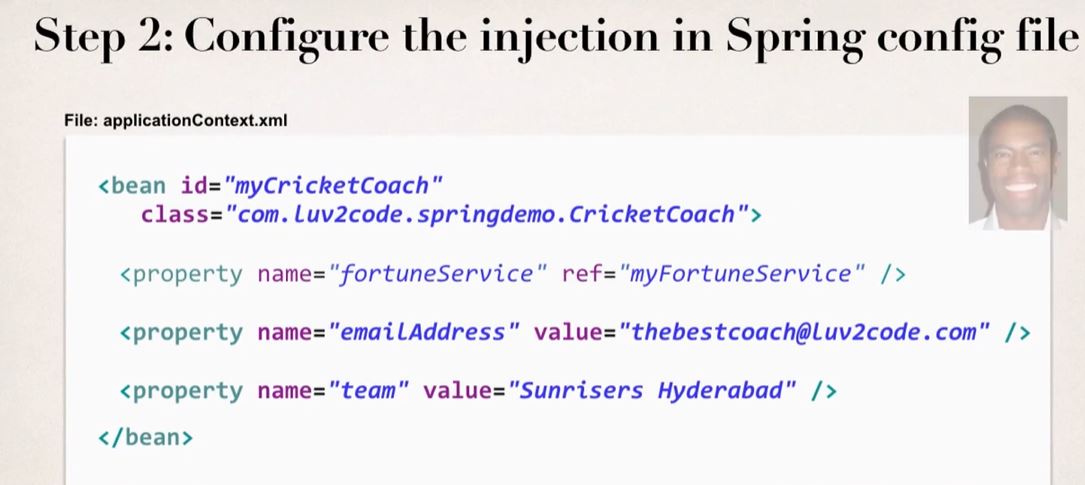 Step 2: Configure the injection in Spring config file
File: applicationContext.xml
<bean id="myCricketCoach"
class="com.luv2code.springdemo.CricketCoach">
<property name="fortuneService" ref="myFortuneService" />
<property name="emailAddress" value="thebestcoach@luv2code.com" />
<property name="team" value="Sunrisers Hyderabad" />
</bean>